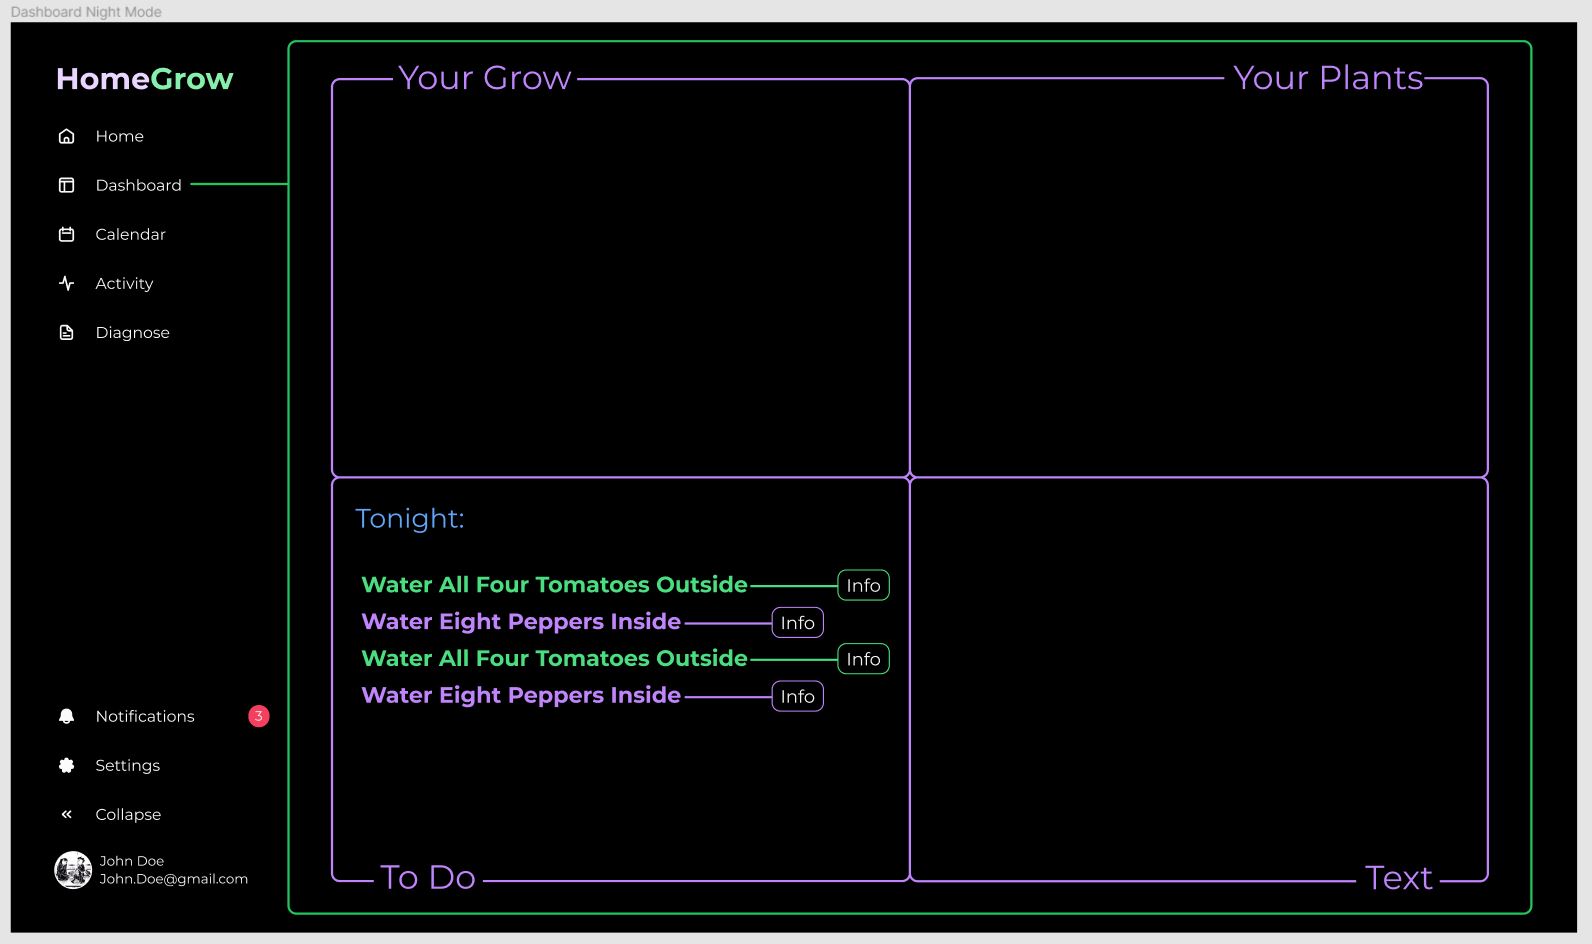 Dashboard Night Mode
HomeGrow
Home
Dashboard
Calendar
Activity
Diagnose
Notifications 3
Settings
Collapse
John Doe
John.Doe@gmail.com
Your Grow
Your Plants
Tonight:
Water All Four Tomatoes Outside Info
Water Eight Peppers Inside Info
Water All Four Tomatoes Outside Info
Water Eight Peppers Inside Info
To Do
Text